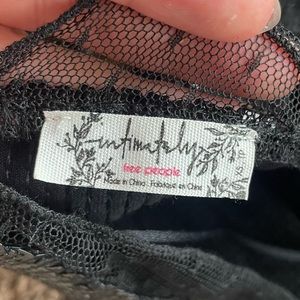 intimately
free people
Made in China . Fabriqué en Chine